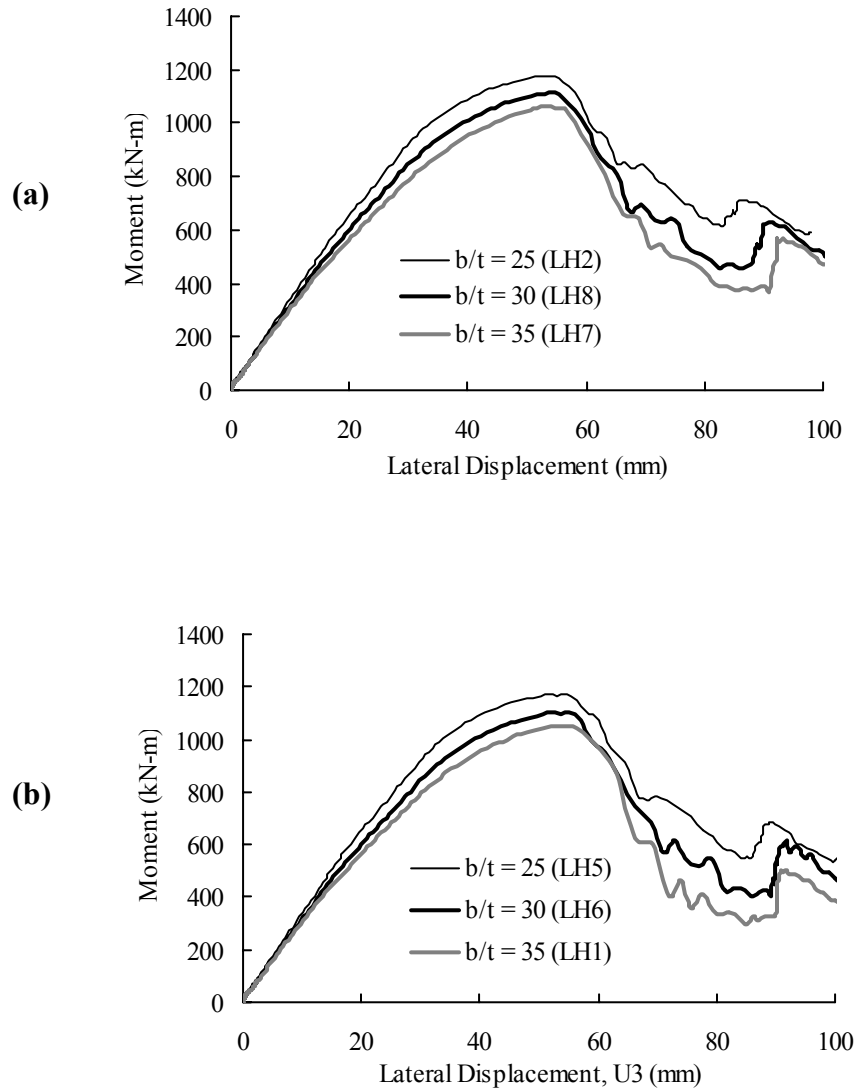 (a)
Moment (kN-m)
1400
1200
1000
800
600
400
200
0
b/t = 25 (LH2)
b/t = 30 (LH8)
b/t = 35 (LH7)
0 20 40 60 80 100
Lateral Displacement (mm)
(b)
Moment (kN-m)
1400
1200
1000
800
600
400
200
0
b/t = 25 (LH5)
b/t = 30 (LH6)
b/t = 35 (LH1)
0 20 40 60 80 100
Lateral Displacement, U3 (mm)